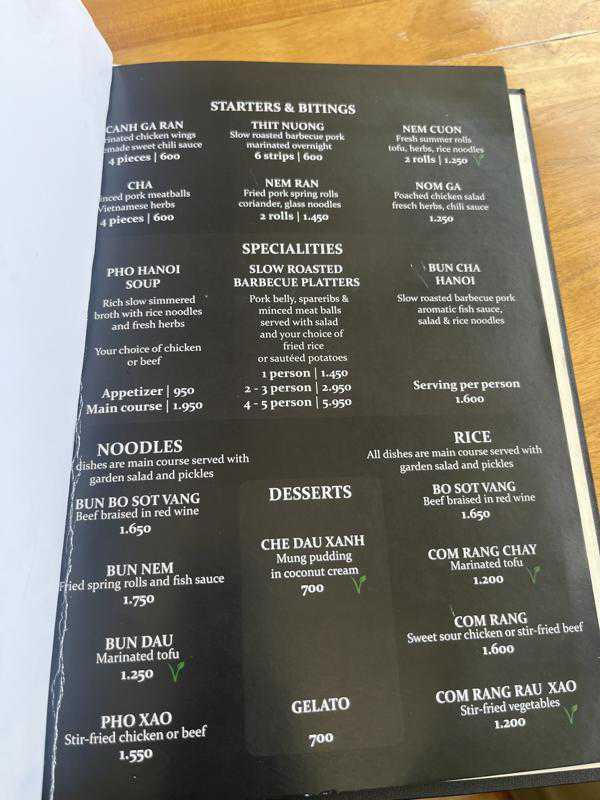 STARTERS & BITINGS
CANH GA RAN
chicken wings
sweet chili sauce
4 pieces | 600
THIT NUONG
Slow roasted barbecue pork
marinated overnight
6 strips | 600
NEM CUON
Fresh summer rolls
tofu, herbs, rice noodles
2 rolls | 1.250
CHA
pork meatballs
Vietnamese herbs
4 pieces | 600
NEM RAN
Fried pork spring rolls
coriander, glass noodles
2 rolls | 1.450
NOM GA
Poached chicken salad
fresch herbs, chili sauce
1.250
SPECIALITIES
PHO HANOI
SOUP
Rich slow simmered
broth with rice noodles
and fresh herbs
Your choice of chicken
or beef
Appetizer | 950
Main course | 1.950
SLOW ROASTED
BARBECUE PLATTERS
Pork belly, spareribs &
minced meat balls
served with salad
and your choice of
fried rice
or sautéed potatoes
1 person | 1.450
2 - 3 person | 2.950
4 - 5 person | 5.950
BUN CHA
HANOI
Slow roasted barbecue pork
aromatic fish sauce,
salad & rice noodles
Serving per person
1.600
NOODLES
dishes are main course served with
garden salad and pickles
BUN BO SOT VANG
Beef braised in red wine
1.650
BUN NEM
Fried spring rolls and fish sauce
1.750
BUN DAU
Marinated tofu
1.250
PHO XAO
Stir-fried chicken or beef
1.550
DESSERTS
CHE DAU XANH
Mung pudding
in coconut cream
700
GELATO
700
RICE
All dishes are main course served with
garden salad and pickles
BO SOT VANG
Beef braised in red wine
1.650
COM RANG CHAY
Marinated tofu
1.200
COM RANG
Sweet sour chicken or stir-fried beef
1.600
COM RANG RAU XAO
Stir-fried vegetables
1.200